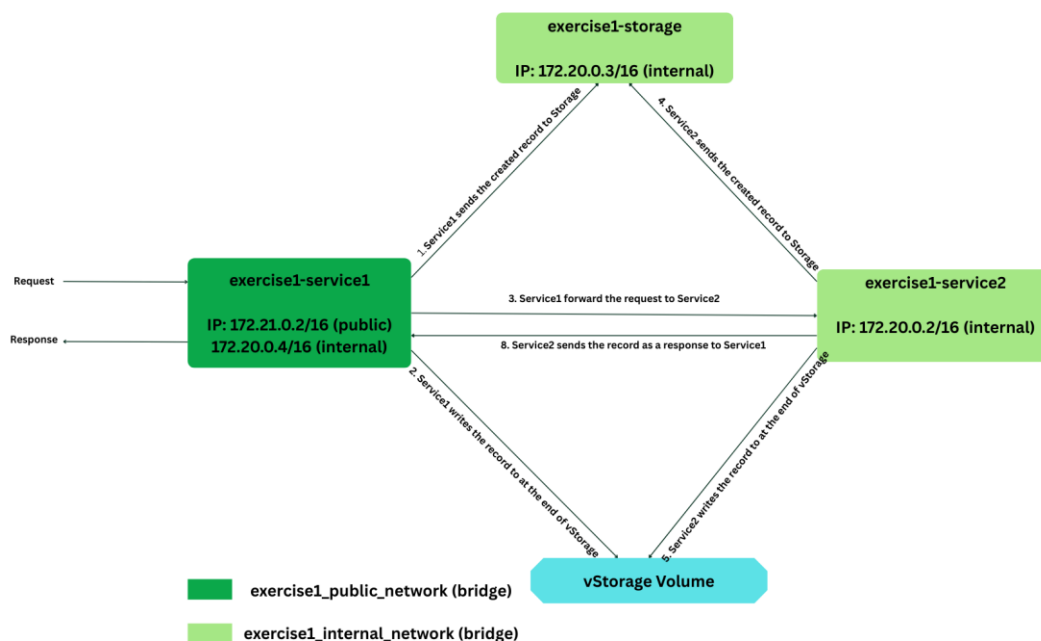 exercise1-storage
IP: 172.20.0.3/16 (internal)
1. Service1 sends the created record to Storage
4. Service2 sends the created record to Storage
Request
exercise1-service1
IP: 172.21.0.2/16 (public)
172.20.0.4/16 (internal)
Response
3. Service1 forward the request to Service2
8. Service2 sends the record as a response to Service1
exercise1-service2
IP: 172.20.0.2/16 (internal)
2. Service1 writes the record to at the end of vStorage
5. Service2 writes the record to at the end of vStorage
vStorage Volume
exercise1_public_network (bridge)
exercise1_internal_network (bridge)